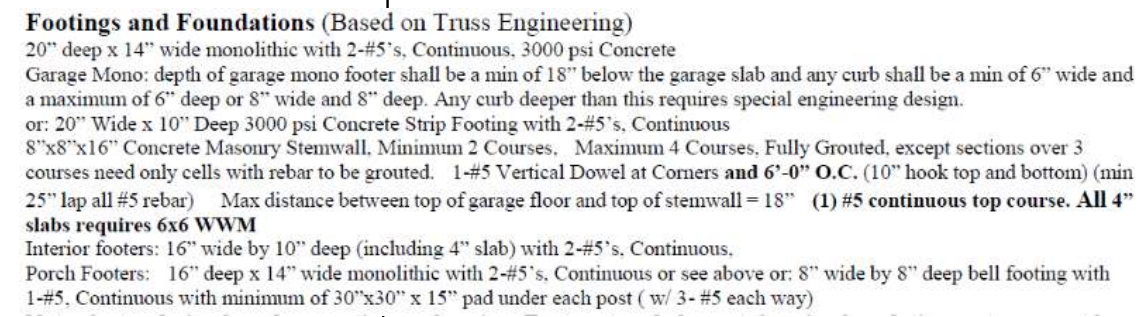 Footings and Foundations (Based on Truss Engineering)
20” deep x 14” wide monolithic with 2-#5’s, Continuous, 3000 psi Concrete
Garage Mono: depth of garage mono footer shall be a min of 18” below the garage slab and any curb shall be a min of 6” wide and
a maximum of 6” deep or 8” wide and 8” deep. Any curb deeper than this requires special engineering design.
or: 20” Wide x 10” Deep 3000 psi Concrete Strip Footing with 2-#5’s, Continuous
8”x8”x16” Concrete Masonry Stemwall, Minimum 2 Courses, Maximum 4 Courses, Fully Grouted, except sections over 3
courses need only cells with rebar to be grouted. 1-#5 Vertical Dowel at Corners and 6’-0” O.C. (10” hook top and bottom) (min
25” lap all #5 rebar) Max distance between top of garage floor and top of stemwall = 18” (1) #5 continuous top course. All 4”
slabs requires 6x6 WWM
Interior footers: 16” wide by 10” deep (including 4” slab) with 2-#5’s, Continuous,
Porch Footers: 16” deep x 14” wide monolithic with 2-#5’s, Continuous or see above or: 8” wide by 8” deep bell footing with
1-#5, Continuous with minimum of 30”x30” x 15” pad under each post ( w/ 3- #5 each way)